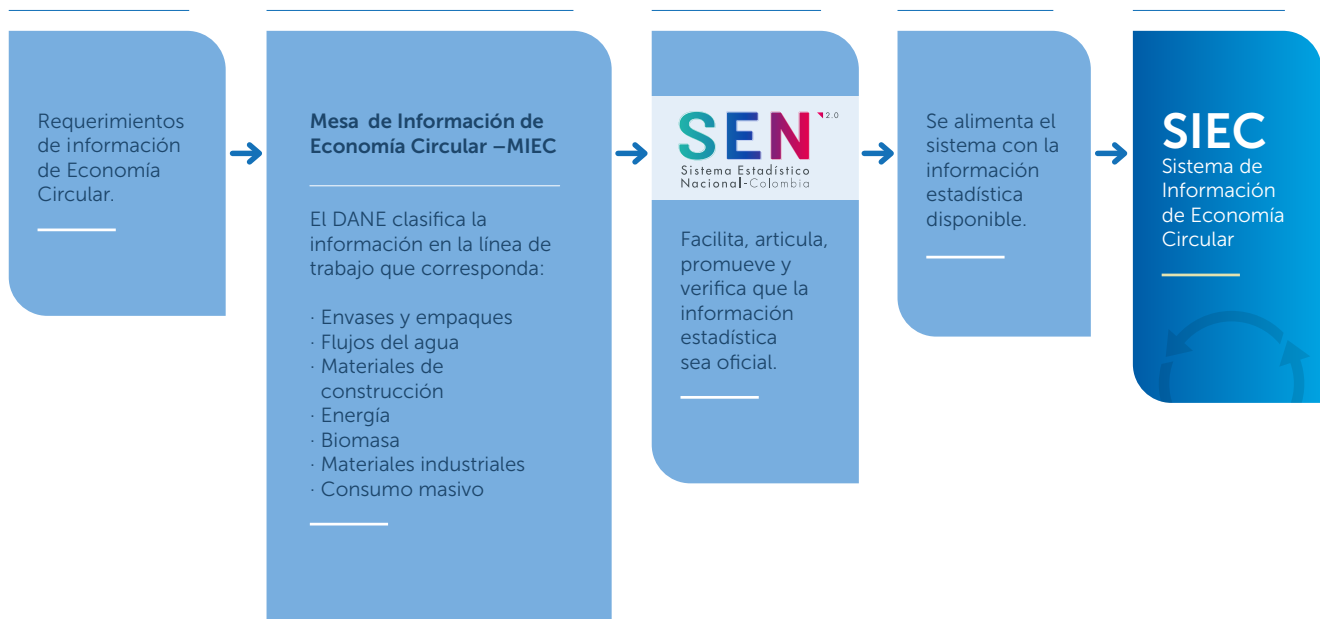 Requerimientos
de información
de Economía
Circular.
Mesa de Información de
Economía Circular –MIEC
El DANE clasifica la
información en la línea de
trabajo que corresponda:
· Envases y empaques
· Flujos del agua
· Materiales de
construcción
· Energía
· Biomasa
· Materiales industriales
· Consumo masivo
SEN 2.0
Sistema Estadístico
Nacional-Colombia
Facilita, articula,
promueve y
verifica que la
información
estadística
sea oficial.
Se alimenta el
sistema con la
información
estadística
disponible.
SIEC
Sistema de
Información
de Economía
Circular